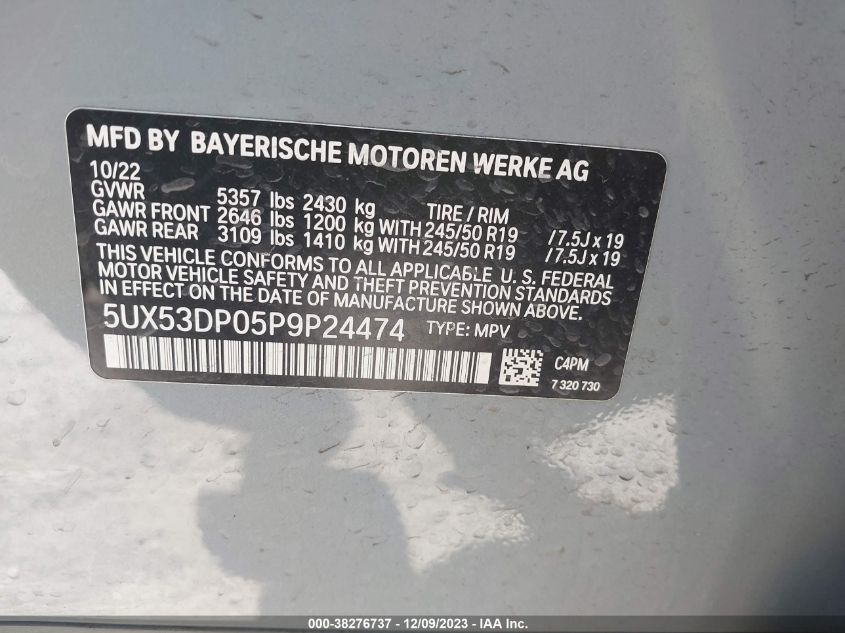 MFD BY BAYERISCHE MOTOREN WERKE AG
10/22
GVWR 5357 lbs 2430 kg TIRE / RIM
GAWR FRONT 2646 lbs 1200 kg WITH 245/50 R19 / 7.5J x 19
GAWR REAR 3109 lbs 1410 kg WITH 245/50 R19 / 7.5J x 19
THIS VEHICLE CONFORMS TO ALL APPLICABLE U. S. FEDERAL
MOTOR VEHICLE SAFETY AND THEFT PREVENTION STANDARDS
IN EFFECT ON THE DATE OF MANUFACTURE SHOWN ABOVE.
5UX53DP05P9P24474 TYPE: MPV
C4PM
7 320 730
000-38276737 - 12/09/2023 - IAA Inc.